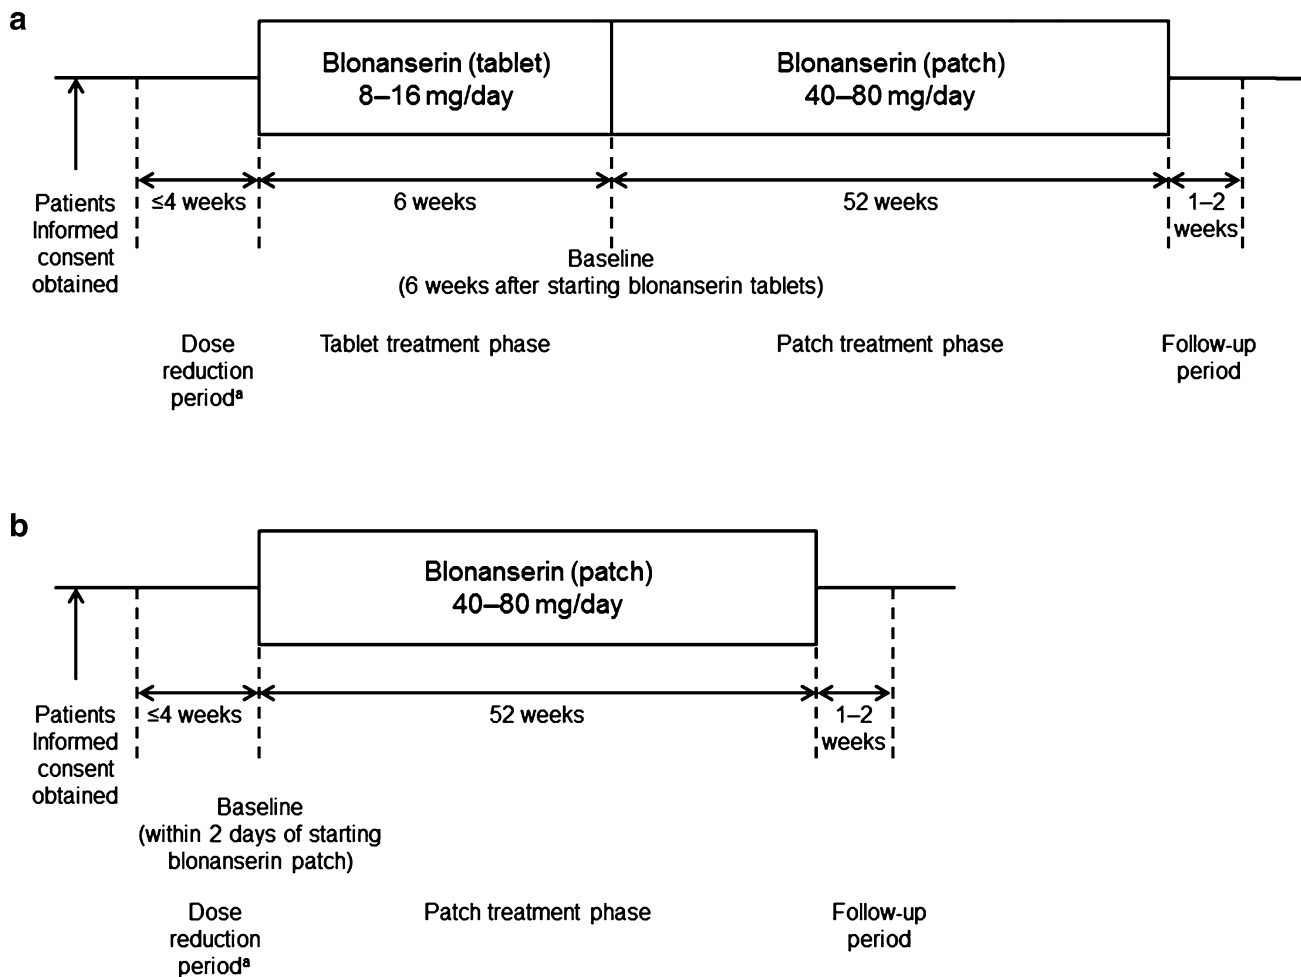 a
Blonanserin (tablet)
8–16 mg/day
Blonanserin (patch)
40–80 mg/day
≤4 weeks
6 weeks
52 weeks
1–2
weeks
Patients
Informed
consent
obtained
Baseline
(6 weeks after starting blonanserin tablets)
Dose
reduction
periodᵃ
Tablet treatment phase
Patch treatment phase
Follow-up
period
b
Blonanserin (patch)
40–80 mg/day
≤4 weeks
52 weeks
1–2
weeks
Patients
Informed
consent
obtained
Baseline
(within 2 days of starting
blonanserin patch)
Dose
reduction
periodᵃ
Patch treatment phase
Follow-up
period